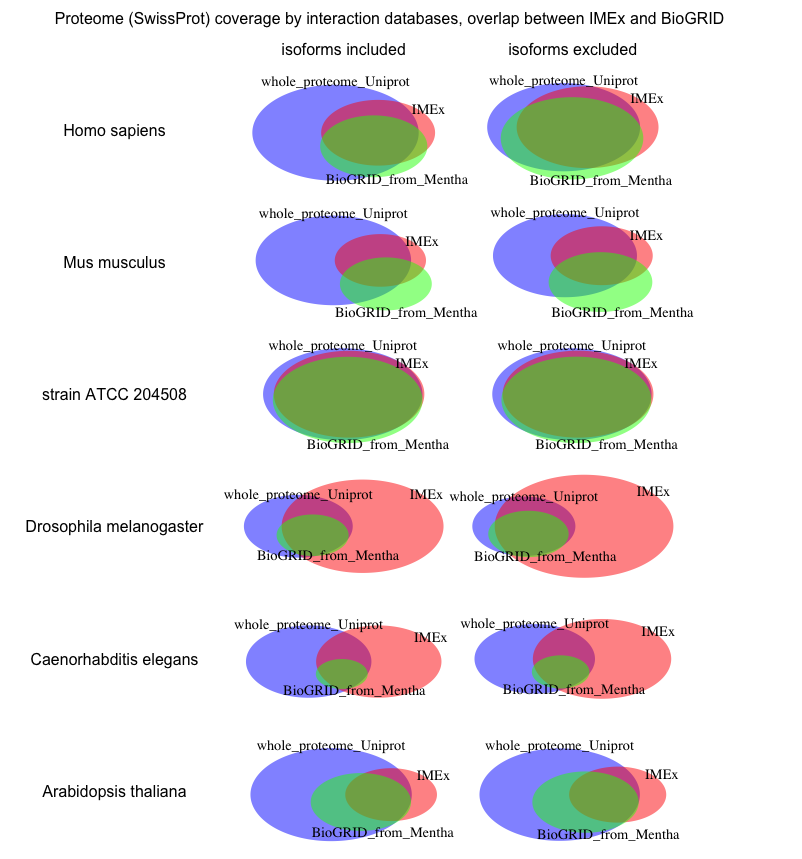 Proteome (SwissProt) coverage by interaction databases, overlap between IMEx and BioGRID
isoforms included
isoforms excluded
Homo sapiens
whole_proteome_Uniprot
IMEx
BioGRID_from_Mentha
whole_proteome_Uniprot
IMEx
BioGRID_from_Mentha
Mus musculus
whole_proteome_Uniprot
IMEx
BioGRID_from_Mentha
whole_proteome_Uniprot
IMEx
BioGRID_from_Mentha
strain ATCC 204508
whole_proteome_Uniprot
IMEx
BioGRID_from_Mentha
whole_proteome_Uniprot
IMEx
BioGRID_from_Mentha
Drosophila melanogaster
whole_proteome_Uniprot
IMEx
BioGRID_from_Mentha
whole_proteome_Uniprot
IMEx
BioGRID_from_Mentha
Caenorhabditis elegans
whole_proteome_Uniprot
IMEx
BioGRID_from_Mentha
whole_proteome_Uniprot
IMEx
BioGRID_from_Mentha
Arabidopsis thaliana
whole_proteome_Uniprot
IMEx
BioGRID_from_Mentha
whole_proteome_Uniprot
IMEx
BioGRID_from_Mentha